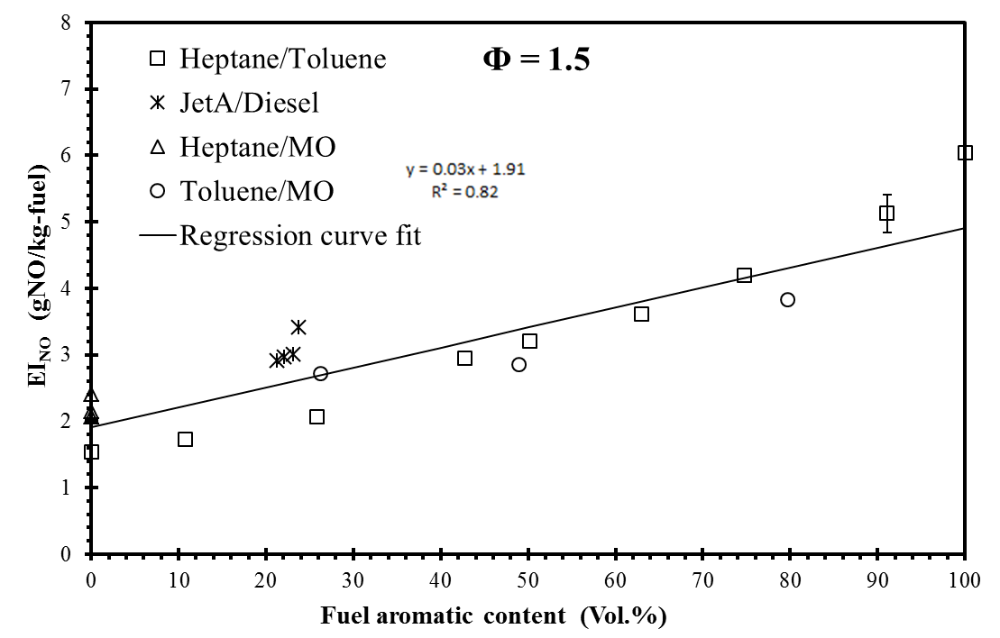 8
7
6
5
4
3
2
1
0
EI_NO (gNO/kg-fuel)
Heptane/Toluene
JetA/Diesel
Heptane/MO
Toluene/MO
Regression curve fit
Φ = 1.5
y = 0.03x + 1.91
R² = 0.82
0 10 20 30 40 50 60 70 80 90 100
Fuel aromatic content (Vol.%)